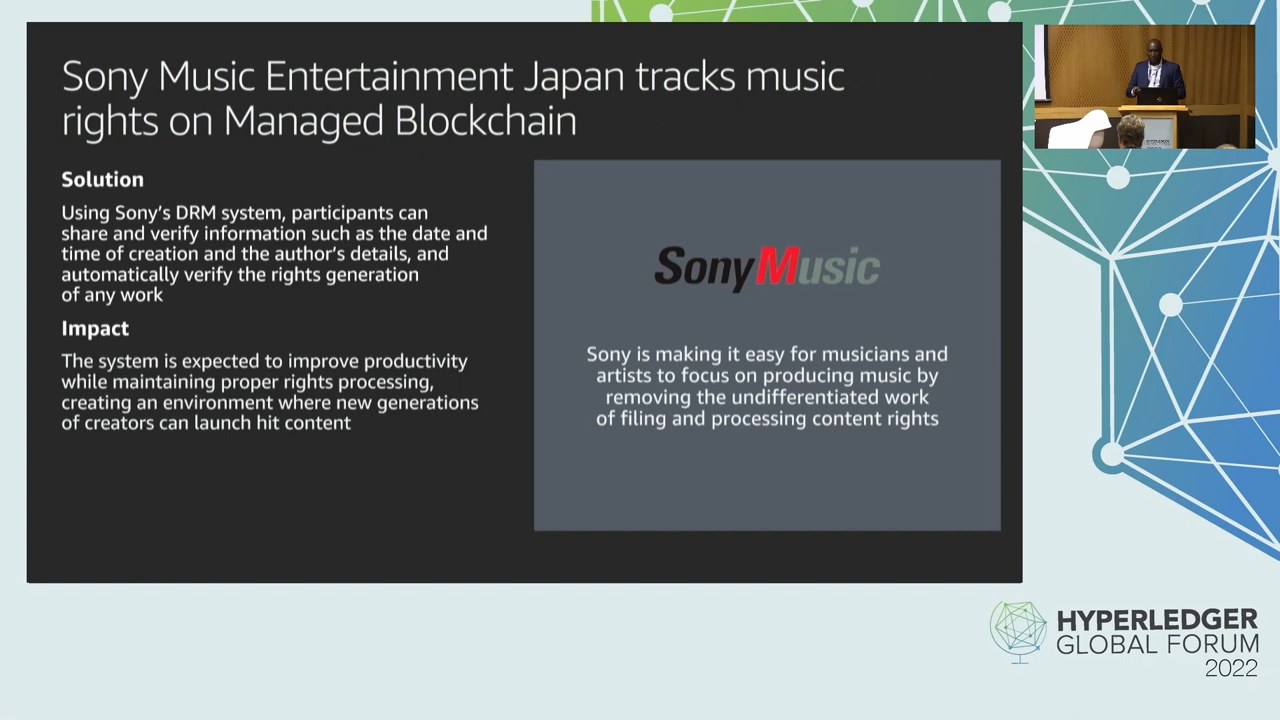 Sony Music Entertainment Japan tracks music
rights on Managed Blockchain
Solution
Using Sony’s DRM system, participants can
share and verify information such as the date and
time of creation and the author’s details, and
automatically verify the rights generation
of any work
Impact
The system is expected to improve productivity
while maintaining proper rights processing,
creating an environment where new generations
of creators can launch hit content
Sony Music
Sony is making it easy for musicians and
artists to focus on producing music by
removing the undifferentiated work
of filing and processing content rights
HYPERLEDGER
GLOBAL FORUM
2022